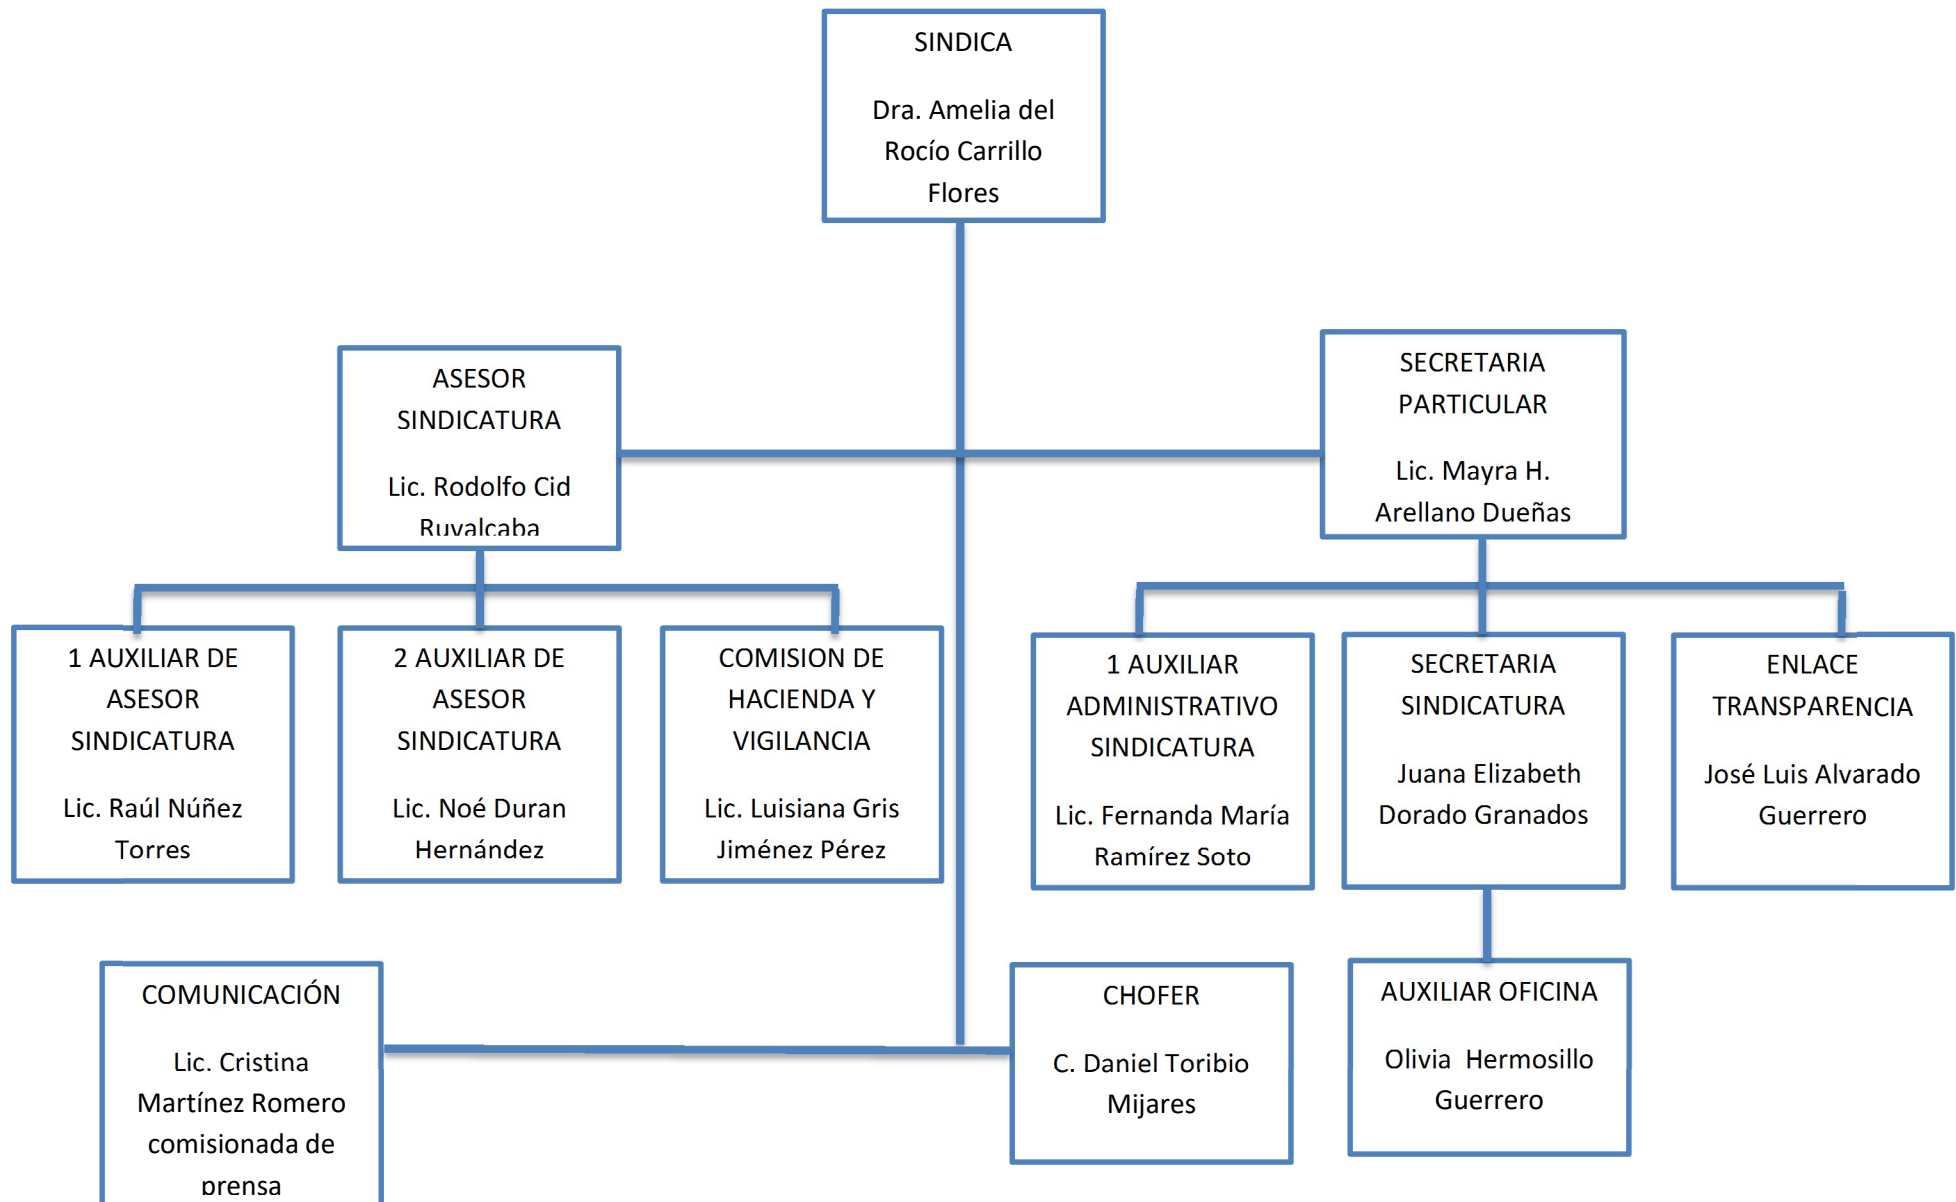 SINDICA
Dra. Amelia del
Rocío Carrillo
Flores
ASESOR
SINDICATURA
Lic. Rodolfo Cid
Ruvalcaba
SECRETARIA
PARTICULAR
Lic. Mayra H.
Arellano Dueñas
1 AUXILIAR DE
ASESOR
SINDICATURA
Lic. Raúl Núñez
Torres
2 AUXILIAR DE
ASESOR
SINDICATURA
Lic. Noé Duran
Hernández
COMISION DE
HACIENDA Y
VIGILANCIA
Lic. Luisiana Gris
Jiménez Pérez
1 AUXILIAR
ADMINISTRATIVO
SINDICATURA
Lic. Fernanda María
Ramírez Soto
SECRETARIA
SINDICATURA
Juana Elizabeth
Dorado Granados
ENLACE
TRANSPARENCIA
José Luis Alvarado
Guerrero
COMUNICACIÓN
Lic. Cristina
Martínez Romero
comisionada de
prensa
CHOFER
C. Daniel Toribio
Mijares
AUXILIAR OFICINA
Olivia  Hermosillo
Guerrero